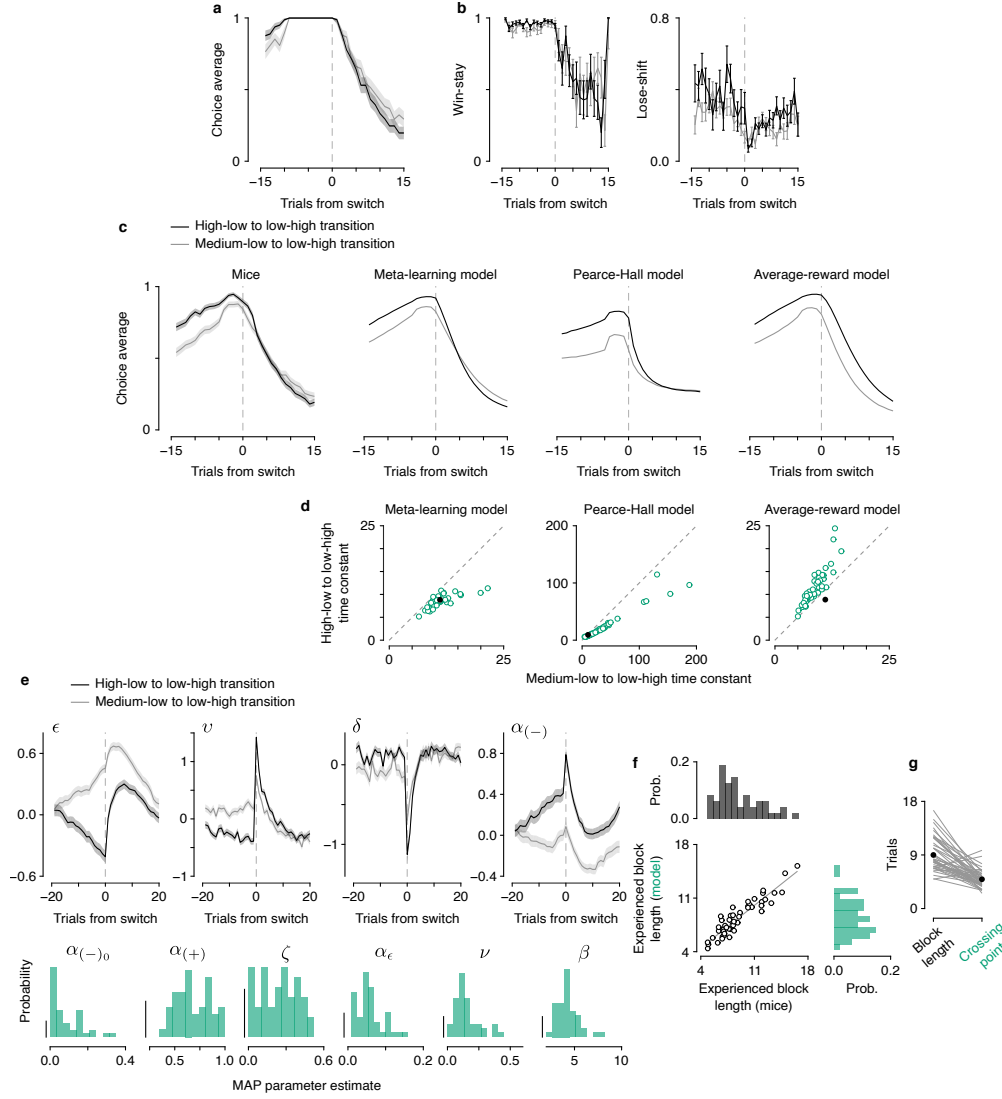 a
b
1
Choice average
0
−15
0
15
Trials from switch
1
Win-stay
0
−15
0
15
Trials from switch
0.8
Lose-shift
0.0
−15
0
15
Trials from switch
c
High-low to low-high transition
Medium-low to low-high transition
Mice
Meta-learning model
Pearce-Hall model
Average-reward model
1
Choice average
0
−15
0
15
Trials from switch
−15
0
15
Trials from switch
−15
0
15
Trials from switch
−15
0
15
Trials from switch
d
Meta-learning model
Pearce-Hall model
Average-reward model
High-low to low-high
time constant
25
0
0
25
200
100
0
0
100
200
25
0
0
25
Medium-low to low-high time constant
e
High-low to low-high transition
Medium-low to low-high transition
ϵ
υ
δ
α(−)
0.6
0.0
−0.6
−20
0
20
Trials from switch
1
0
−1
−20
0
20
Trials from switch
0
−1
−20
0
20
Trials from switch
0.8
0.4
0.0
−0.4
−20
0
20
Trials from switch
α(−)0
α(+)
ζ
αϵ
ν
β
Probability
0.0
0.4
0.5
1.0
0.0
0.6
0.0
0.2
0.0
0.5
5
10
MAP parameter estimate
f
0.2
Prob.
0.0
18
11
4
Experienced block
length (model)
4
11
18
Experienced block
length (mice)
0.0
0.2
Prob.
g
18
9
0
Trials
Block
length
Crossing
point